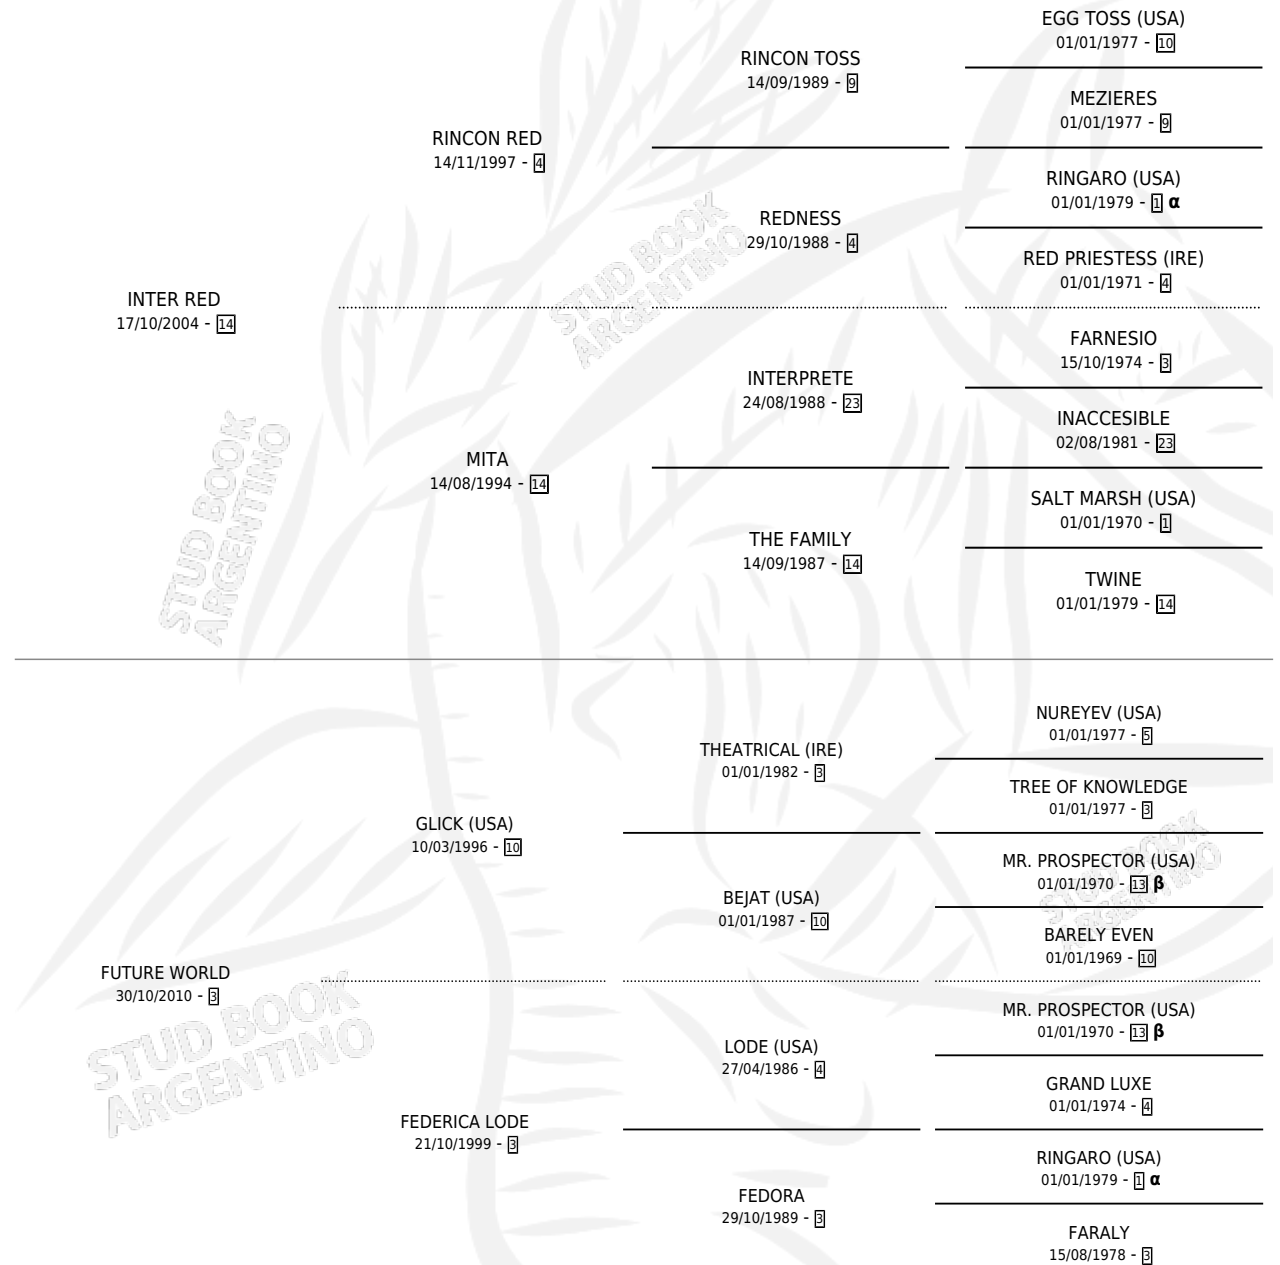 EGG TOSS (USA)
01/01/1977 - 10
RINCON TOSS
14/09/1989 - 9
MEZIERES
01/01/1977 - 9
RINCON RED
14/11/1997 - 4
RINGARO (USA)
01/01/1979 - 1 α
REDNESS
29/10/1988 - 4
RED PRIESTESS (IRE)
01/01/1971 - 4
INTER RED
17/10/2004 - 14
FARNESIO
15/10/1974 - 3
INTERPRETE
24/08/1988 - 23
INACCESIBLE
02/08/1981 - 23
MITA
14/08/1994 - 14
SALT MARSH (USA)
01/01/1970 - 1
THE FAMILY
14/09/1987 - 14
TWINE
01/01/1979 - 14
NUREYEV (USA)
01/01/1977 - 5
THEATRICAL (IRE)
01/01/1982 - 3
TREE OF KNOWLEDGE
01/01/1977 - 3
GLICK (USA)
10/03/1996 - 10
MR. PROSPECTOR (USA)
01/01/1970 - 13 β
BEJAT (USA)
01/01/1987 - 10
BARELY EVEN
01/01/1969 - 10
FUTURE WORLD
30/10/2010 - 3
MR. PROSPECTOR (USA)
01/01/1970 - 13 β
LODE (USA)
27/04/1986 - 4
GRAND LUXE
01/01/1974 - 4
FEDERICA LODE
21/10/1999 - 3
RINGARO (USA)
01/01/1979 - 1 α
FEDORA
29/10/1989 - 3
FARALY
15/08/1978 - 3
STUD BOOK
ARGENTINO
STUD BOOK
ARGENTINO
STUD BOOK
ARGENTINO
STUD BOOK
ARGENTINO